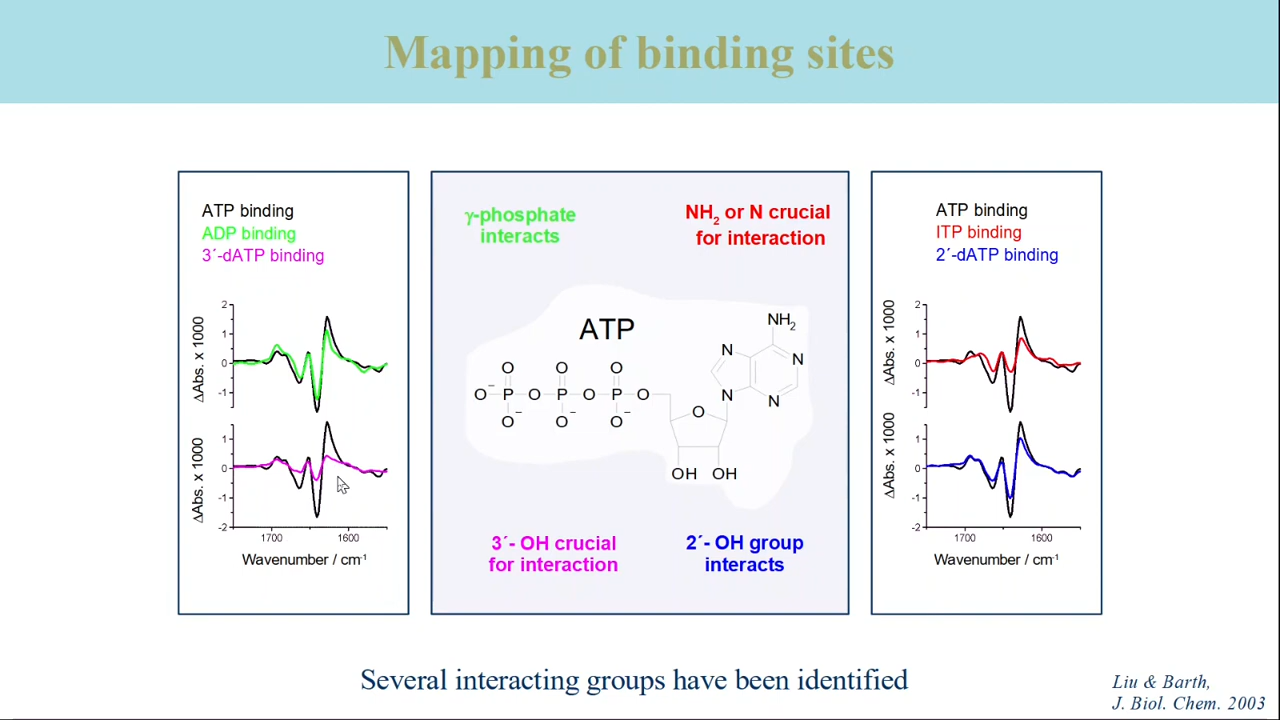 Mapping of binding sites
ATP binding
ADP binding
3´-dATP binding
2
1
0
-1
ΔAbs. x 1000
1
0
-1
-2
ΔAbs. x 1000
1700 1600
Wavenumber / cm-1
γ-phosphate
interacts
NH2 or N crucial
for interaction
ATP
NH2
N
N
N
N
O O O
O− P O P O P O
O− O− O−
O
OH OH
3´- OH crucial
for interaction
2´- OH group
interacts
ATP binding
ITP binding
2´-dATP binding
2
1
0
-1
ΔAbs. x 1000
1
0
-1
-2
ΔAbs. x 1000
1700 1600
Wavenumber / cm-1
Several interacting groups have been identified
Liu & Barth,
J. Biol. Chem. 2003